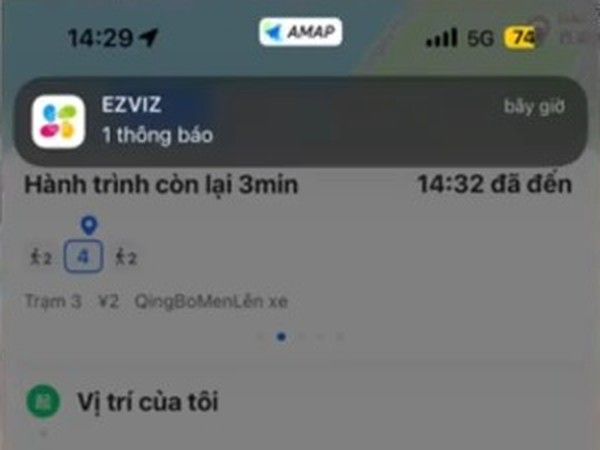 14:29
AMAP
5G
74
EZVIZ
bây giờ
1 thông báo
Hành trình còn lại 3min
14:32 đã đến
2
4
2
Trạm 3 ¥2 QingBoMenLên xe
起
Vị trí của tôi